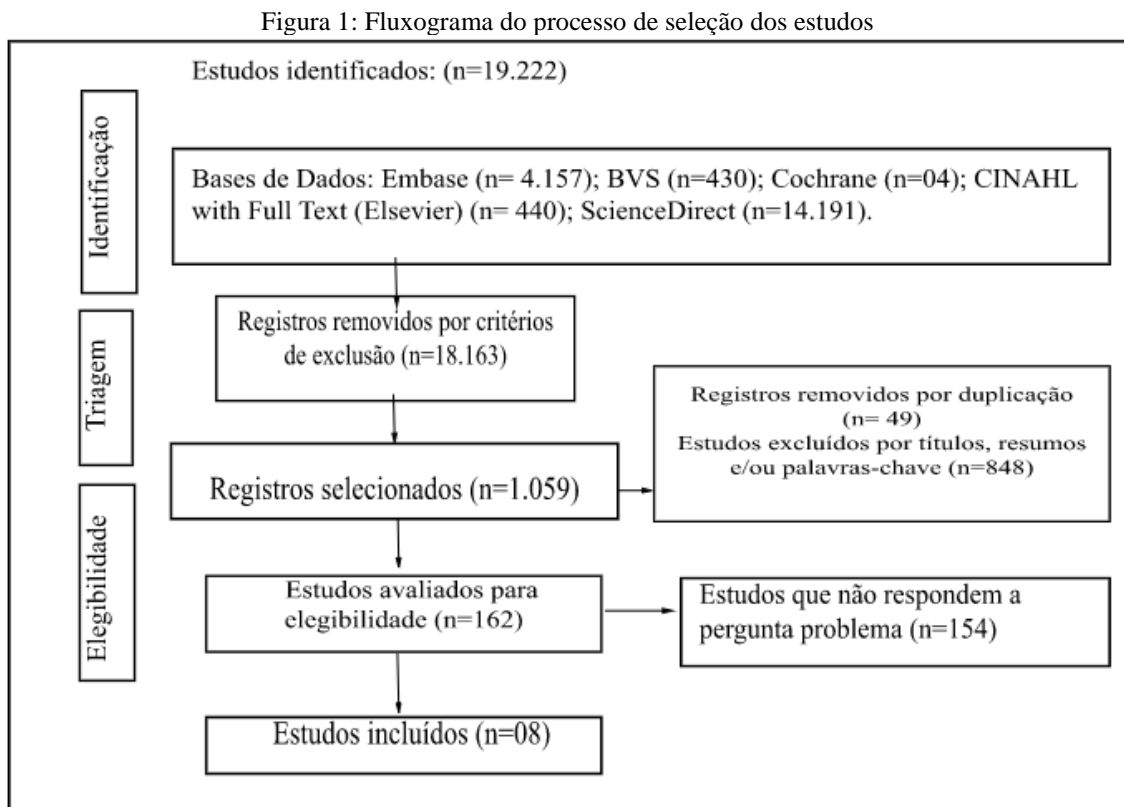 Figura 1: Fluxograma do processo de seleção dos estudos
Estudos identificados: (n=19.222)
Identificação
Bases de Dados: Embase (n= 4.157); BVS (n=430); Cochrane (n=04); CINAHL
with Full Text (Elsevier) (n= 440); ScienceDirect (n=14.191).
Triagem
Registros removidos por critérios
de exclusão (n=18.163)
Registros removidos por duplicação
(n= 49)
Estudos excluídos por títulos, resumos
e/ou palavras-chave (n=848)
Registros selecionados (n=1.059)
Elegibilidade
Estudos avaliados para
elegibilidade (n=162)
Estudos que não respondem a
pergunta problema (n=154)
Estudos incluídos (n=08)